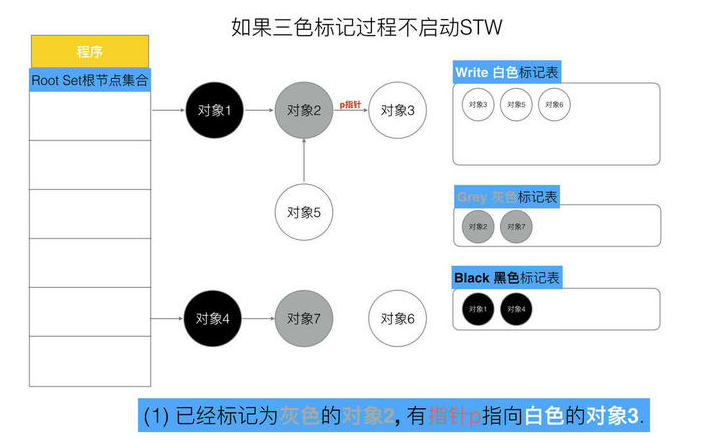 如果三色标记过程不启动STW
程序
Root Set根节点集合
对象1
对象2
p指针
对象3
对象5
对象4
对象7
对象6
Write 白色标记表
对象3 对象5 对象6
Grey 灰色标记表
对象2 对象7
Black 黑色标记表
对象1 对象4
(1) 已经标记为灰色的对象2, 有指针p指向白色的对象3.